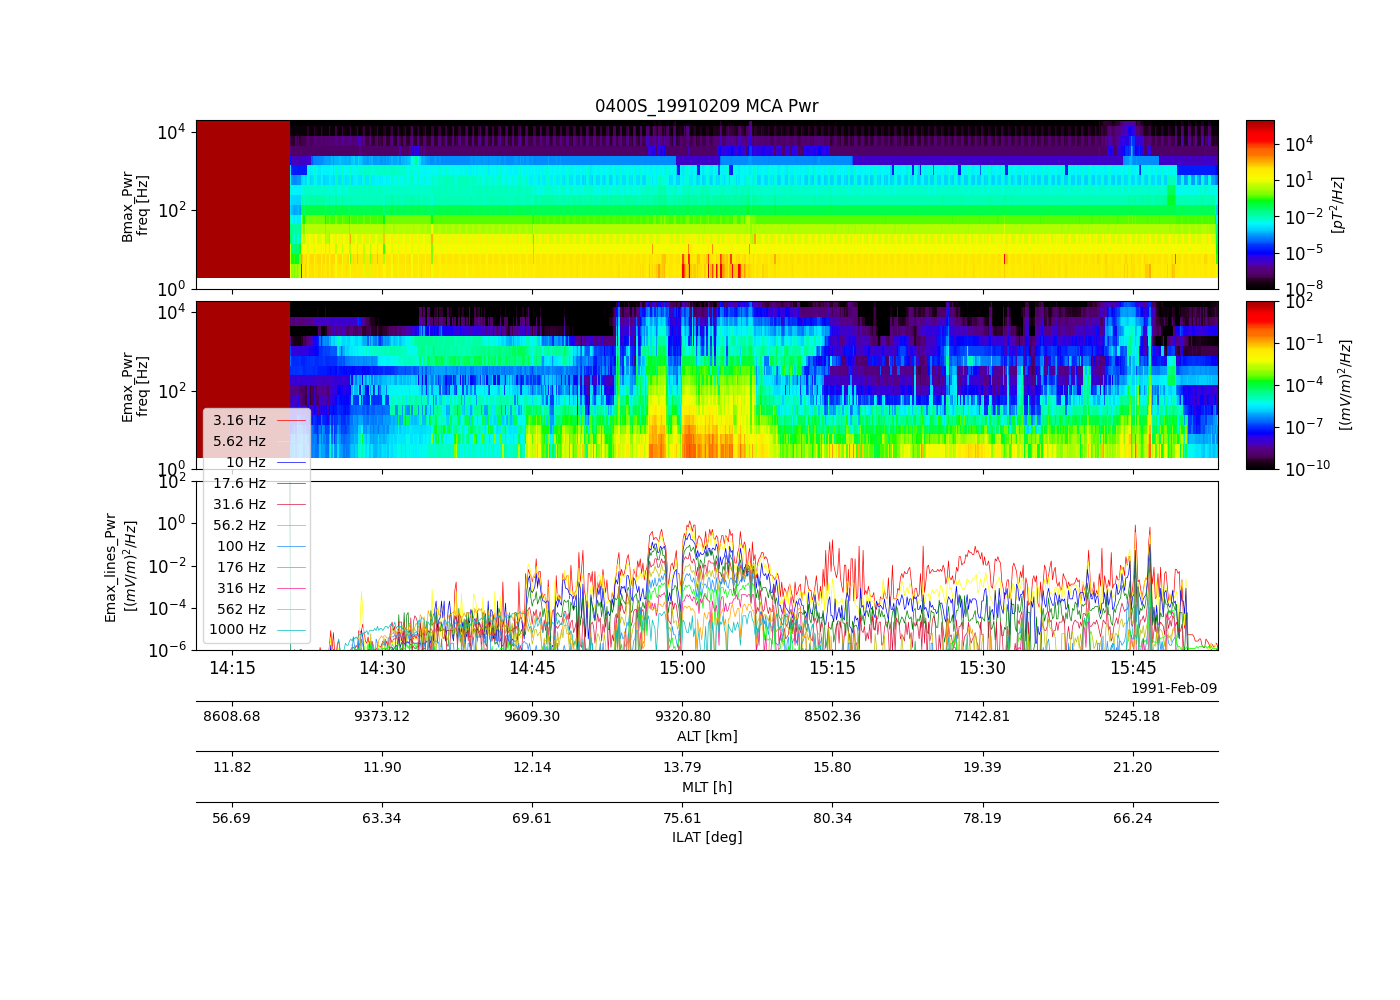 0400S_19910209 MCA Pwr
Bmax_Pwr
freq [Hz]
10^4
10^2
10^0
10^4
10^1
10^-2
10^-5
10^-8
[pT^2/Hz]
Emax_Pwr
freq [Hz]
10^4
10^2
10^0
10^2
10^-1
10^-4
10^-7
10^-10
[(mV/m)^2/Hz]
Emax_lines_Pwr
[(mV/m)^2/Hz]
10^2
10^0
10^-2
10^-4
10^-6
3.16 Hz
5.62 Hz
10 Hz
17.6 Hz
31.6 Hz
56.2 Hz
100 Hz
176 Hz
316 Hz
562 Hz
1000 Hz
14:15 14:30 14:45 15:00 15:15 15:30 15:45
1991-Feb-09
8608.68 9373.12 9609.30 9320.80 8502.36 7142.81 5245.18
ALT [km]
11.82 11.90 12.14 13.79 15.80 19.39 21.20
MLT [h]
56.69 63.34 69.61 75.61 80.34 78.19 66.24
ILAT [deg]